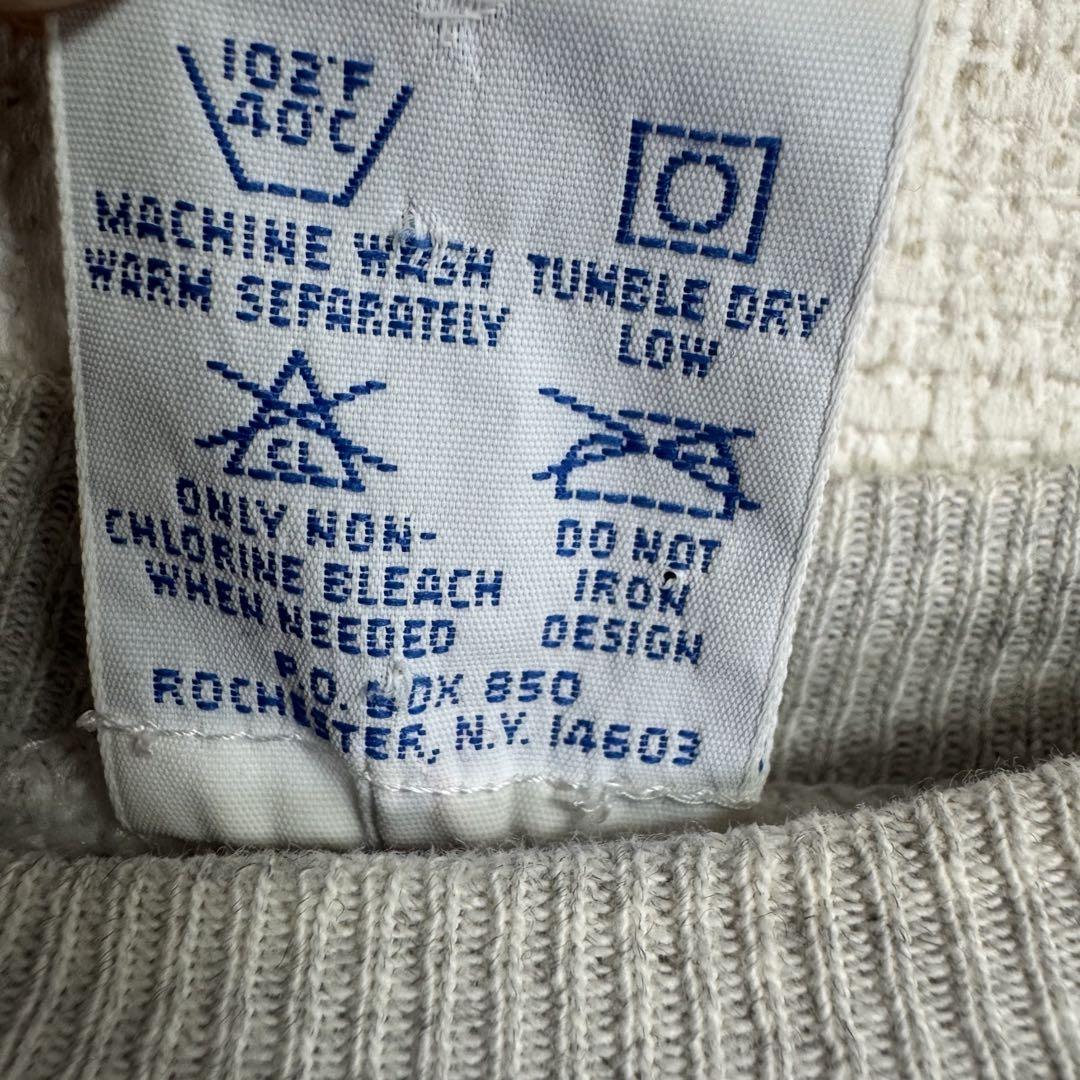 102°F
40°C
MACHINE WASH
WARM SEPARATELY
TUMBLE DRY
LOW
CL
ONLY NON-
CHLORINE BLEACH
WHEN NEEDED
DO NOT
IRON
DESIGN
P.O. BOX 850
ROCHESTER, N.Y. 14603